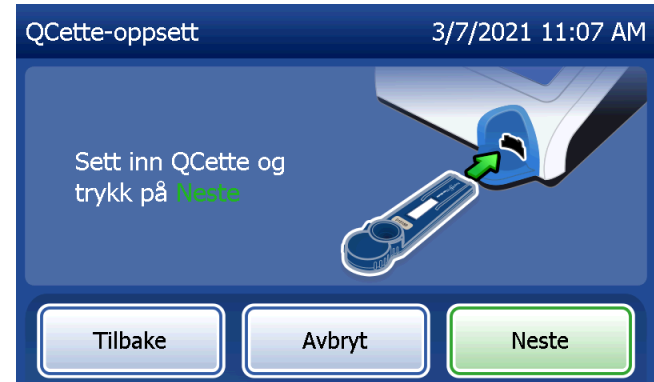 QCette-oppsett 3/7/2021 11:07 AM
Sett inn QCette og
trykk på Neste
Tilbake Avbryt Neste